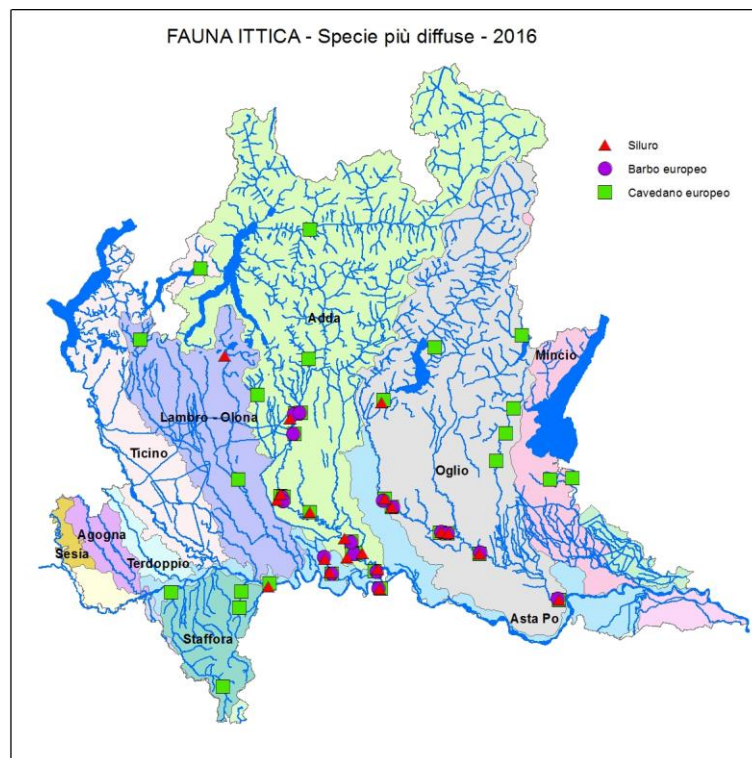 FAUNA ITTICA - Specie più diffuse - 2016
Siluro
Barbo europeo
Cavedano europeo
Adda
Mincio
Lambro - Olona
Ticino
Oglio
Agogna
Sesia
Terdoppio
Staffora
Asta Po